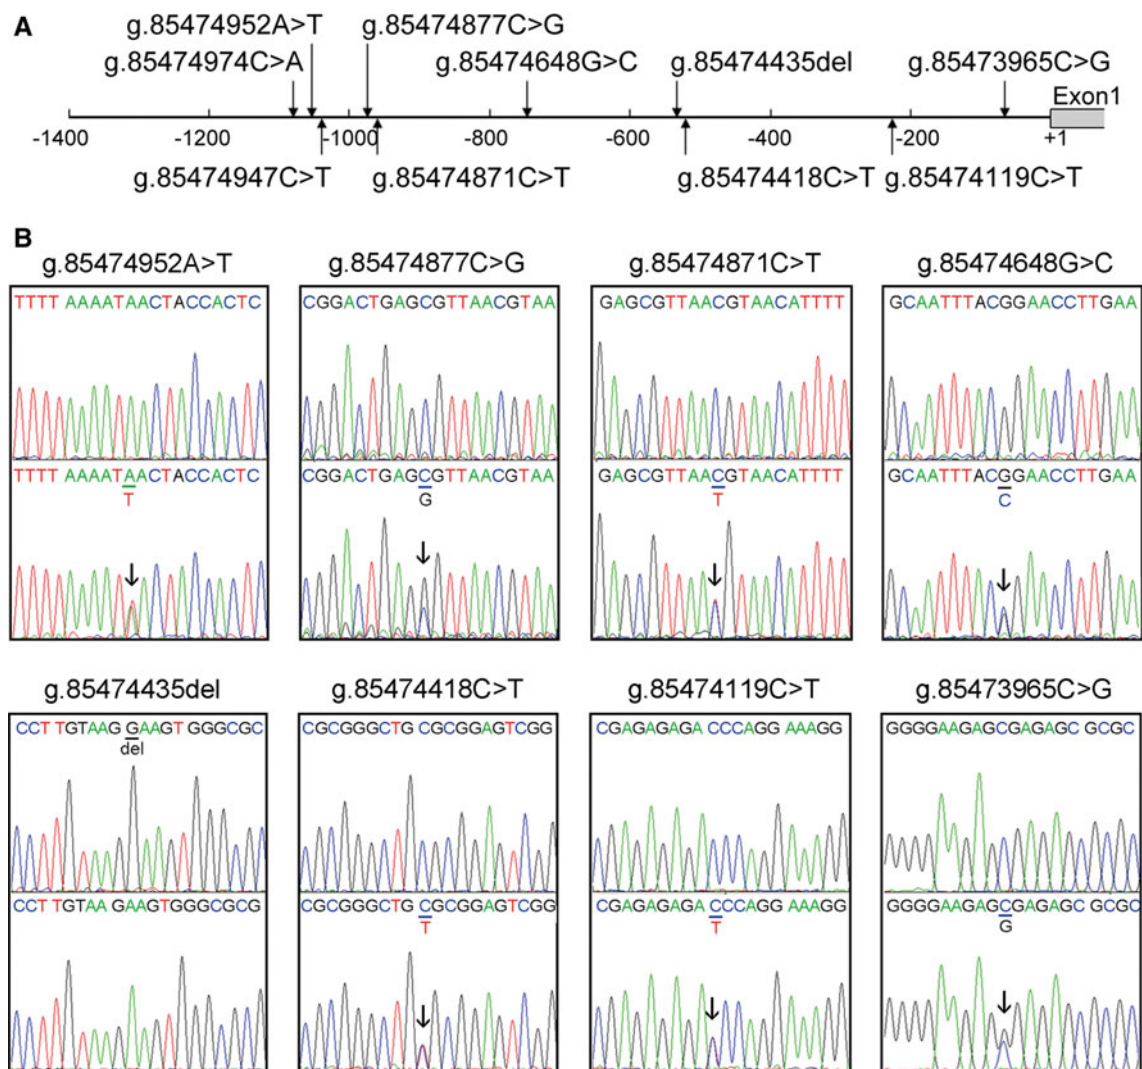 A
g.85474952A>T
g.85474877C>G
g.85474974C>A
g.85474648G>C
g.85474435del
g.85473965C>G
Exon1
-1400
-1200
-1000
-800
-600
-400
-200
+1
g.85474947C>T
g.85474871C>T
g.85474418C>T
g.85474119C>T
B
g.85474952A>T
g.85474877C>G
g.85474871C>T
g.85474648G>C
TTTT AAAATAACTACCACTC
CGGACTGAGCGTTAACGTAA
GAGCGTTAACGTAACATTTT
GCAATTTACGGAACCTTGAA
TTTT AAAATAACTACCACTC
CGGACTGAGCGTTAACGTAA
GAGCGTTAACGTAACATTTT
GCAATTTACGGAACCTTGAA
T
G
T
C
g.85474435del
g.85474418C>T
g.85474119C>T
g.85473965C>G
CCT TGTAAG GAAGT GGGCGC
CGCGGGCTG CGCGGAGTCGG
CGAGAGAGA CCCAGG AAAGG
GGGGAAGAGCGAGAGC GCGC
del
CCT TGTAA GAAGTGGGCGCG
CGCGGGCTG CGCGGAGTCGG
CGAGAGAGA CCCAGG AAAGG
GGGGAAGAGCGAGAGC GCGC
T
T
G